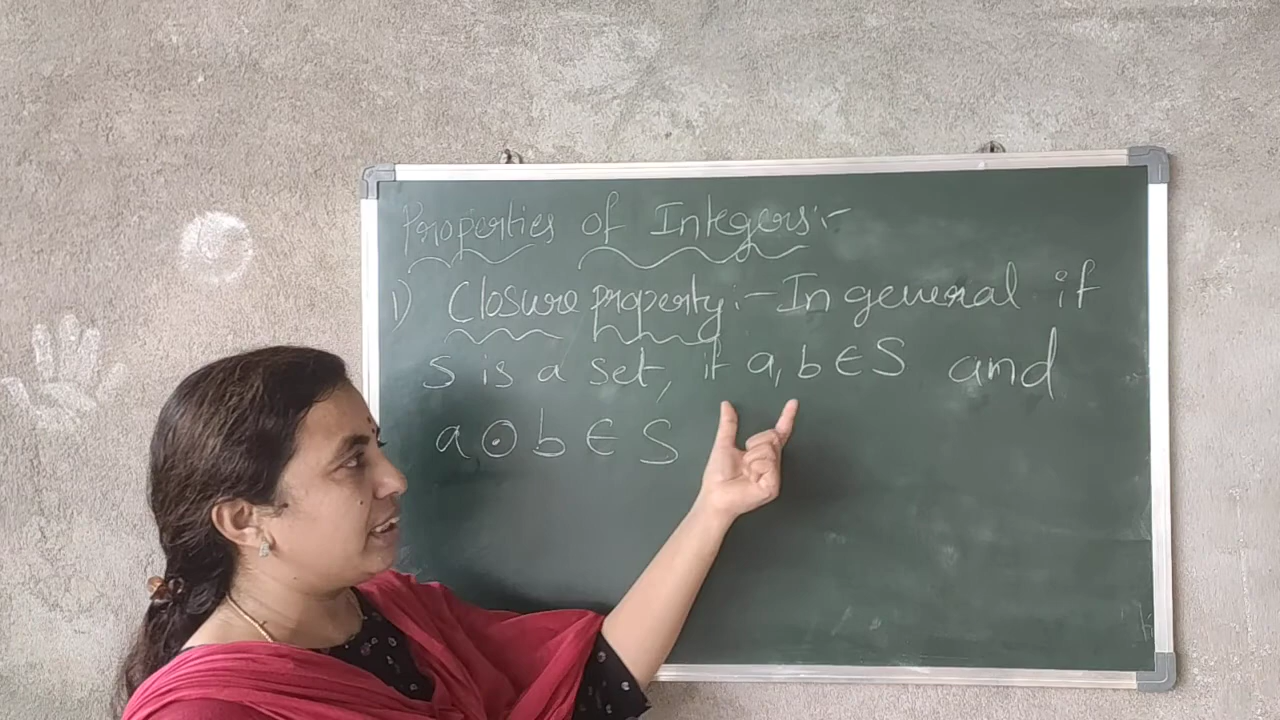 Properties of Integers:-
1) Closure property:- In general if
S is a set, if a, b ∈ S and
a ⊙ b ∈ S